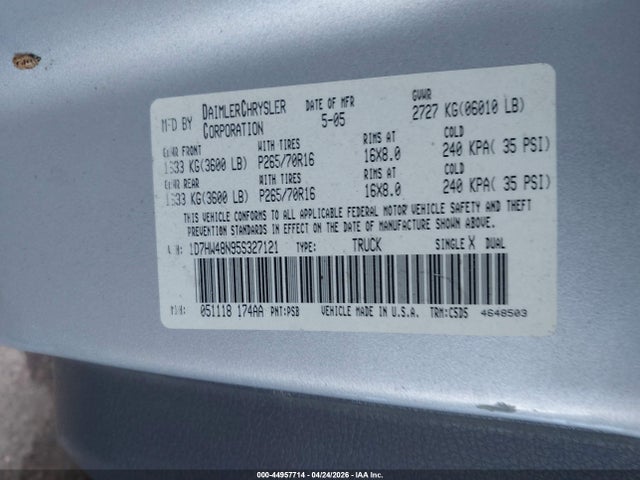 MFD BY DAIMLERCHRYSLER CORPORATION DATE OF MFR 5-05 GVWR 2727 KG(06010 LB)
GAWR FRONT WITH TIRES RIMS AT COLD
1633 KG(3600 LB) P265/70R16 16X8.0 240 KPA( 35 PSI)
GAWR REAR WITH TIRES RIMS AT COLD
1633 KG(3600 LB) P265/70R16 16X8.0 240 KPA( 35 PSI)
THIS VEHICLE CONFORMS TO ALL APPLICABLE FEDERAL MOTOR VEHICLE SAFETY AND THEFT
PREVENTION STANDARDS IN EFFECT ON THE DATE OF MANUFACTURE SHOWN ABOVE.
VIN: 1D7HW48N55S327121 TYPE: TRUCK SINGLE X DUAL
MDH: 051118 174AA PNT:PSB VEHICLE MADE IN U.S.A. TRM:CSD5 4648503
000-44957714 - 04/24/2026 - IAA Inc.